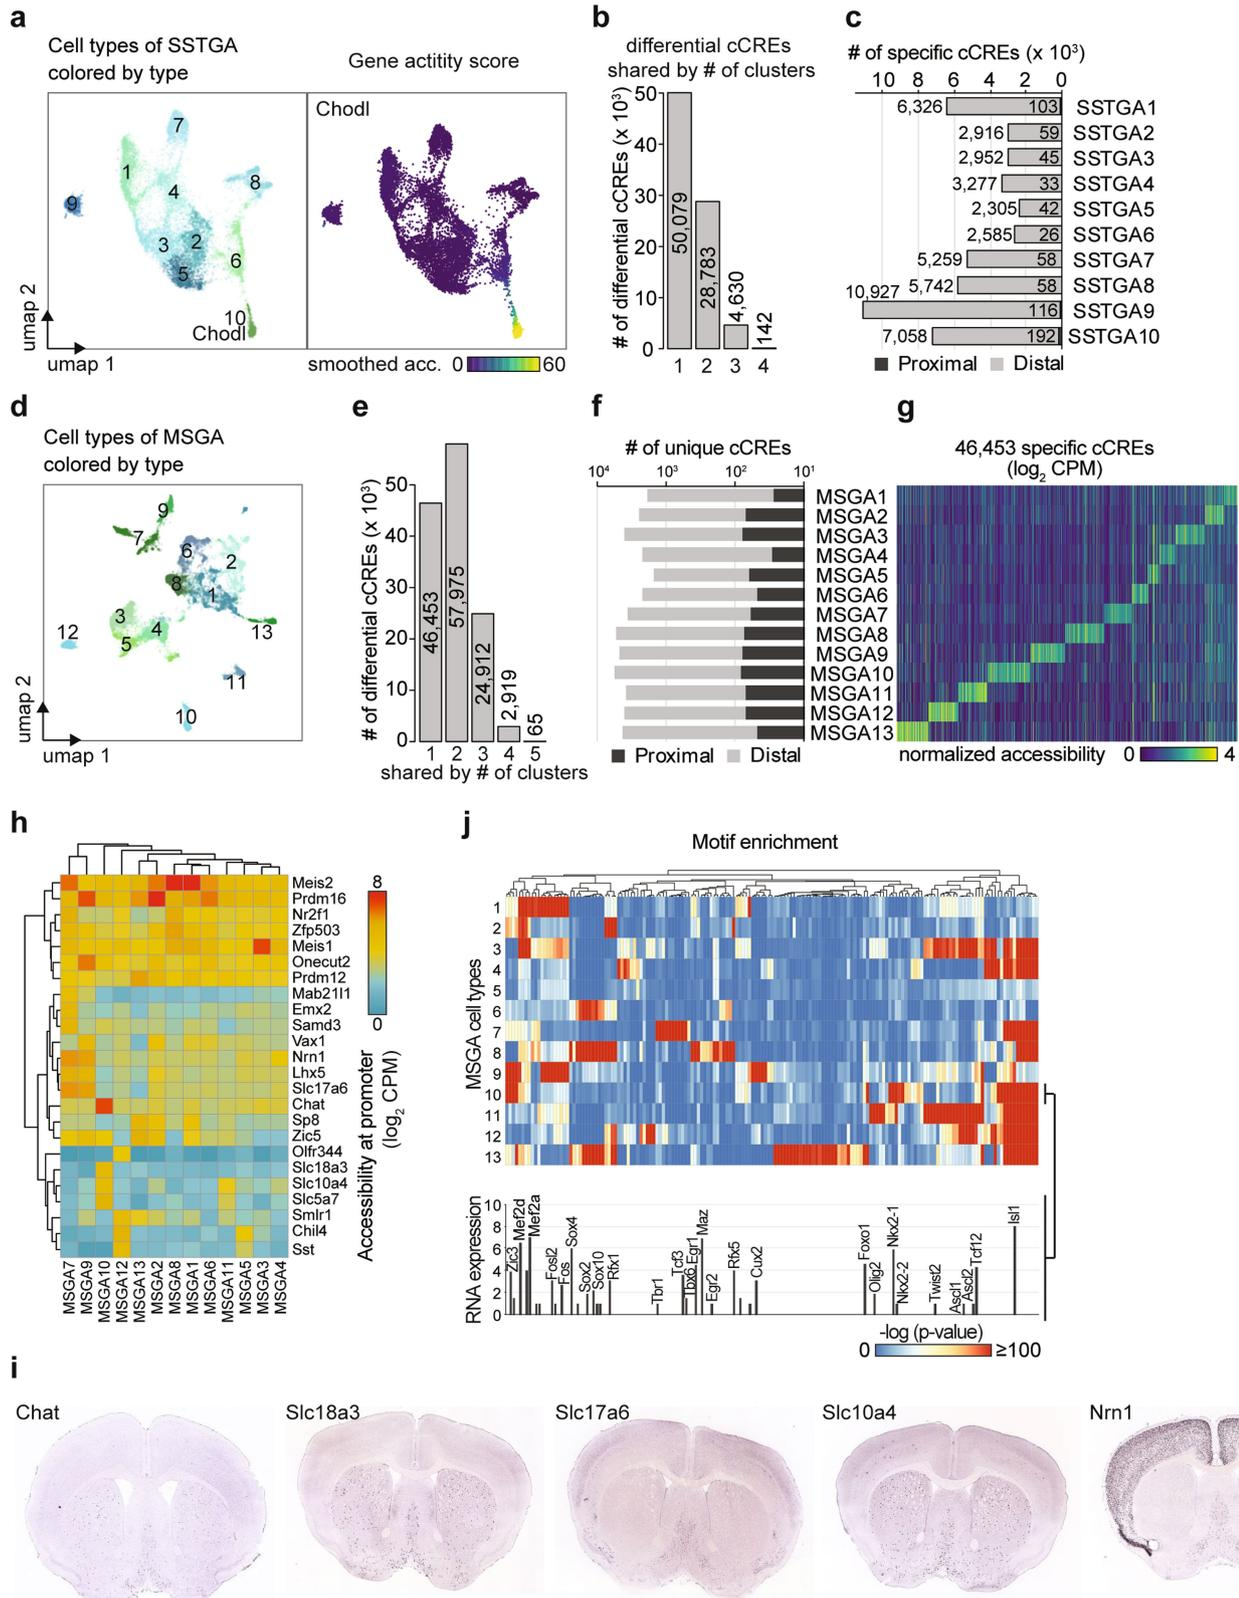 a
Cell types of SSTGA
colored by type
Gene actitity score
7
1
4
8
9
3
2
5
6
10
Chodl
Chodl
umap 2
umap 1
smoothed acc. 0 60
b
differential cCREs
shared by # of clusters
# of differential cCREs (x 10³)
50
40
30
20
10
0
50,079
28,783
4,630
142
1 2 3 4
c
# of specific cCREs (x 10³)
10 8 6 4 2 0
6,326 103 SSTGA1
2,916 59 SSTGA2
2,952 45 SSTGA3
3,277 33 SSTGA4
2,305 42 SSTGA5
2,585 26 SSTGA6
5,259 58 SSTGA7
5,742 58 SSTGA8
10,927 116 SSTGA9
7,058 192 SSTGA10
Proximal Distal
d
Cell types of MSGA
colored by type
9
7
6
2
8
1
3
4
5
13
12
11
10
umap 2
umap 1
e
# of differential cCREs (x 10³)
50
40
30
20
10
0
46,453
57,975
24,912
2,919
65
1 2 3 4 5
shared by # of clusters
f
# of unique cCREs
10⁴ 10³ 10² 10¹
MSGA1
MSGA2
MSGA3
MSGA4
MSGA5
MSGA6
MSGA7
MSGA8
MSGA9
MSGA10
MSGA11
MSGA12
MSGA13
Proximal Distal
g
46,453 specific cCREs
(log₂ CPM)
normalized accessibility 0 4
h
Meis2
Prdm16
Nr2f1
Zfp503
Meis1
Onecut2
Prdm12
Mab21l1
Emx2
Samd3
Vax1
Nrn1
Lhx5
Slc17a6
Chat
Sp8
Zic5
Olfr344
Slc18a3
Slc10a4
Slc5a7
Smlr1
Chil4
Sst
MSGA7
MSGA9
MSGA10
MSGA12
MSGA13
MSGA2
MSGA8
MSGA1
MSGA6
MSGA11
MSGA5
MSGA3
MSGA4
8
0
Accessibility at promoter
(log₂ CPM)
j
Motif enrichment
MSGA cell types
1
2
3
4
5
6
7
8
9
10
11
12
13
RNA expression
10
8
6
4
2
0
Zic3
Mef2d
Mef2a
Fosl2
Fos
Sox4
Sox2
Sox10
Rfx1
Tbr1
Tcf3
Tbx6
Egr1
Maz
Egr2
Rfx5
Cux2
Foxo1
Olig2
Nkx2-1
Nkx2-2
Twist2
Ascl1
Ascl2
Tcf12
Isl1
-log (p-value)
0 ≥100
i
Chat
Slc18a3
Slc17a6
Slc10a4
Nrn1